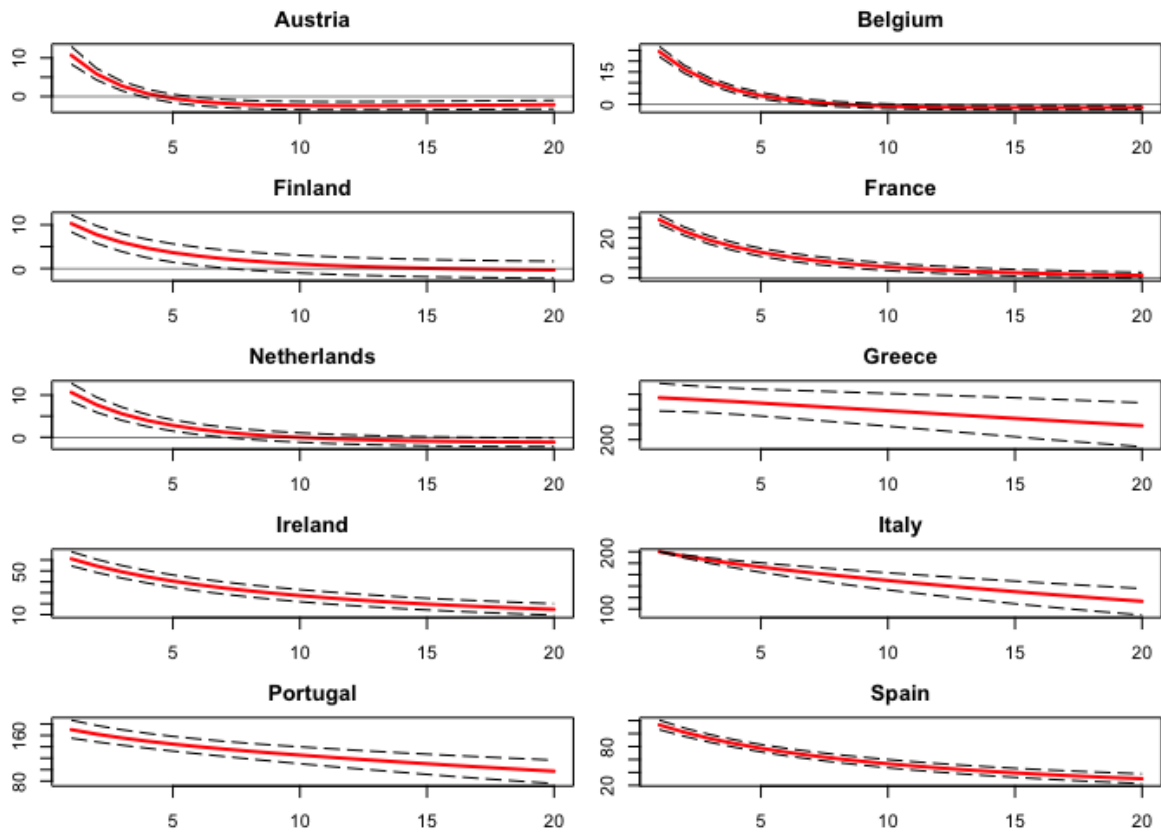 Austria Belgium
10 15
0 0
5 10 15 20 5 10 15 20
Finland France
10 20
0 0
5 10 15 20 5 10 15 20
Netherlands Greece
10
0 200
5 10 15 20 5 10 15 20
Ireland Italy
50 200
10 100
5 10 15 20 5 10 15 20
Portugal Spain
160 80
80 20
5 10 15 20 5 10 15 20